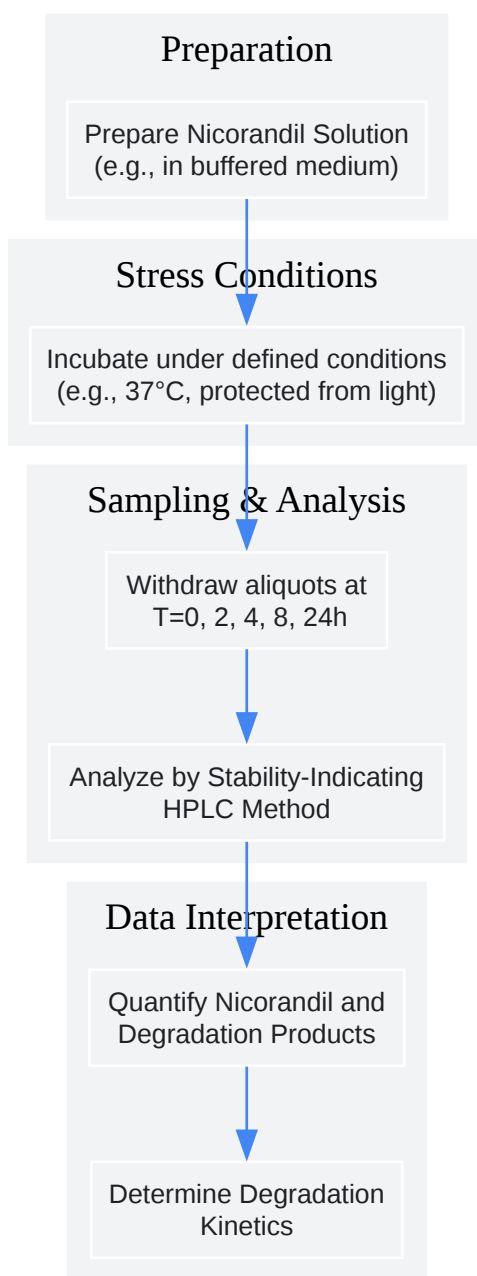 Preparation
Prepare Nicorandil Solution
(e.g., in buffered medium)
Stress Conditions
Incubate under defined conditions
(e.g., 37°C, protected from light)
Sampling & Analysis
Withdraw aliquots at
T=0, 2, 4, 8, 24h
Analyze by Stability-Indicating
HPLC Method
Data Interpretation
Quantify Nicorandil and
Degradation Products
Determine Degradation
Kinetics